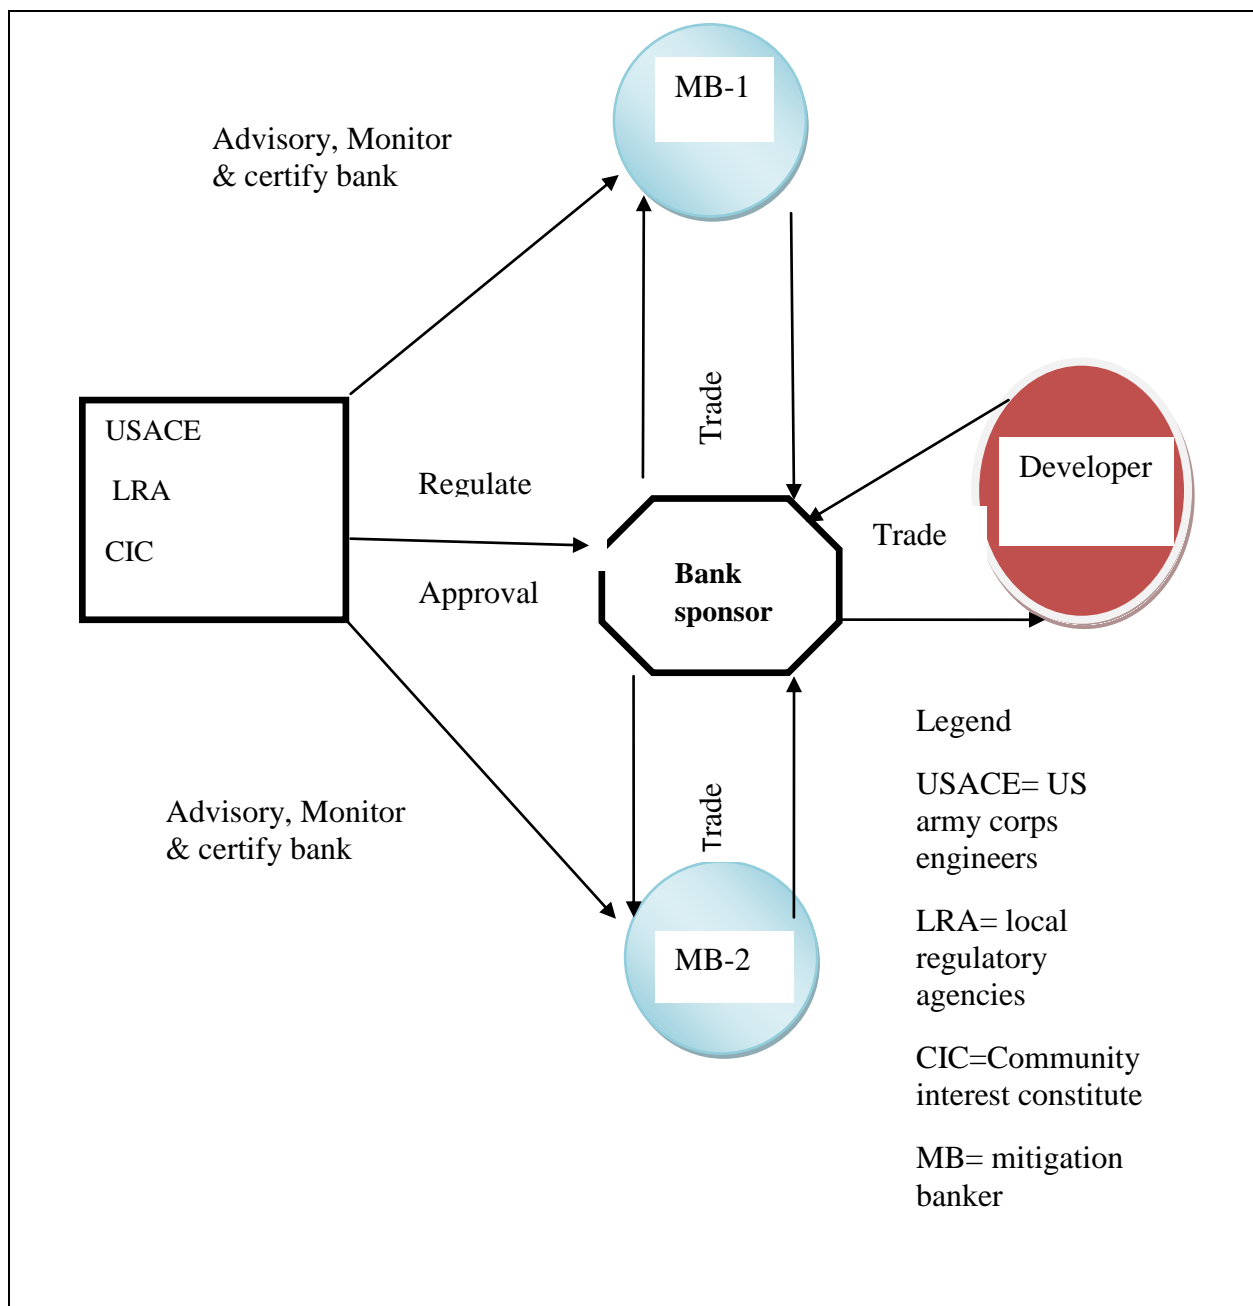 MB-1
Advisory, Monitor
& certify bank
Trade
USACE
LRA
CIC
Regulate
Approval
Bank
sponsor
Developer
Trade
Trade
Advisory, Monitor
& certify bank
MB-2
Legend
USACE= US
army corps
engineers
LRA= local
regulatory
agencies
CIC=Community
interest constitute
MB= mitigation
banker